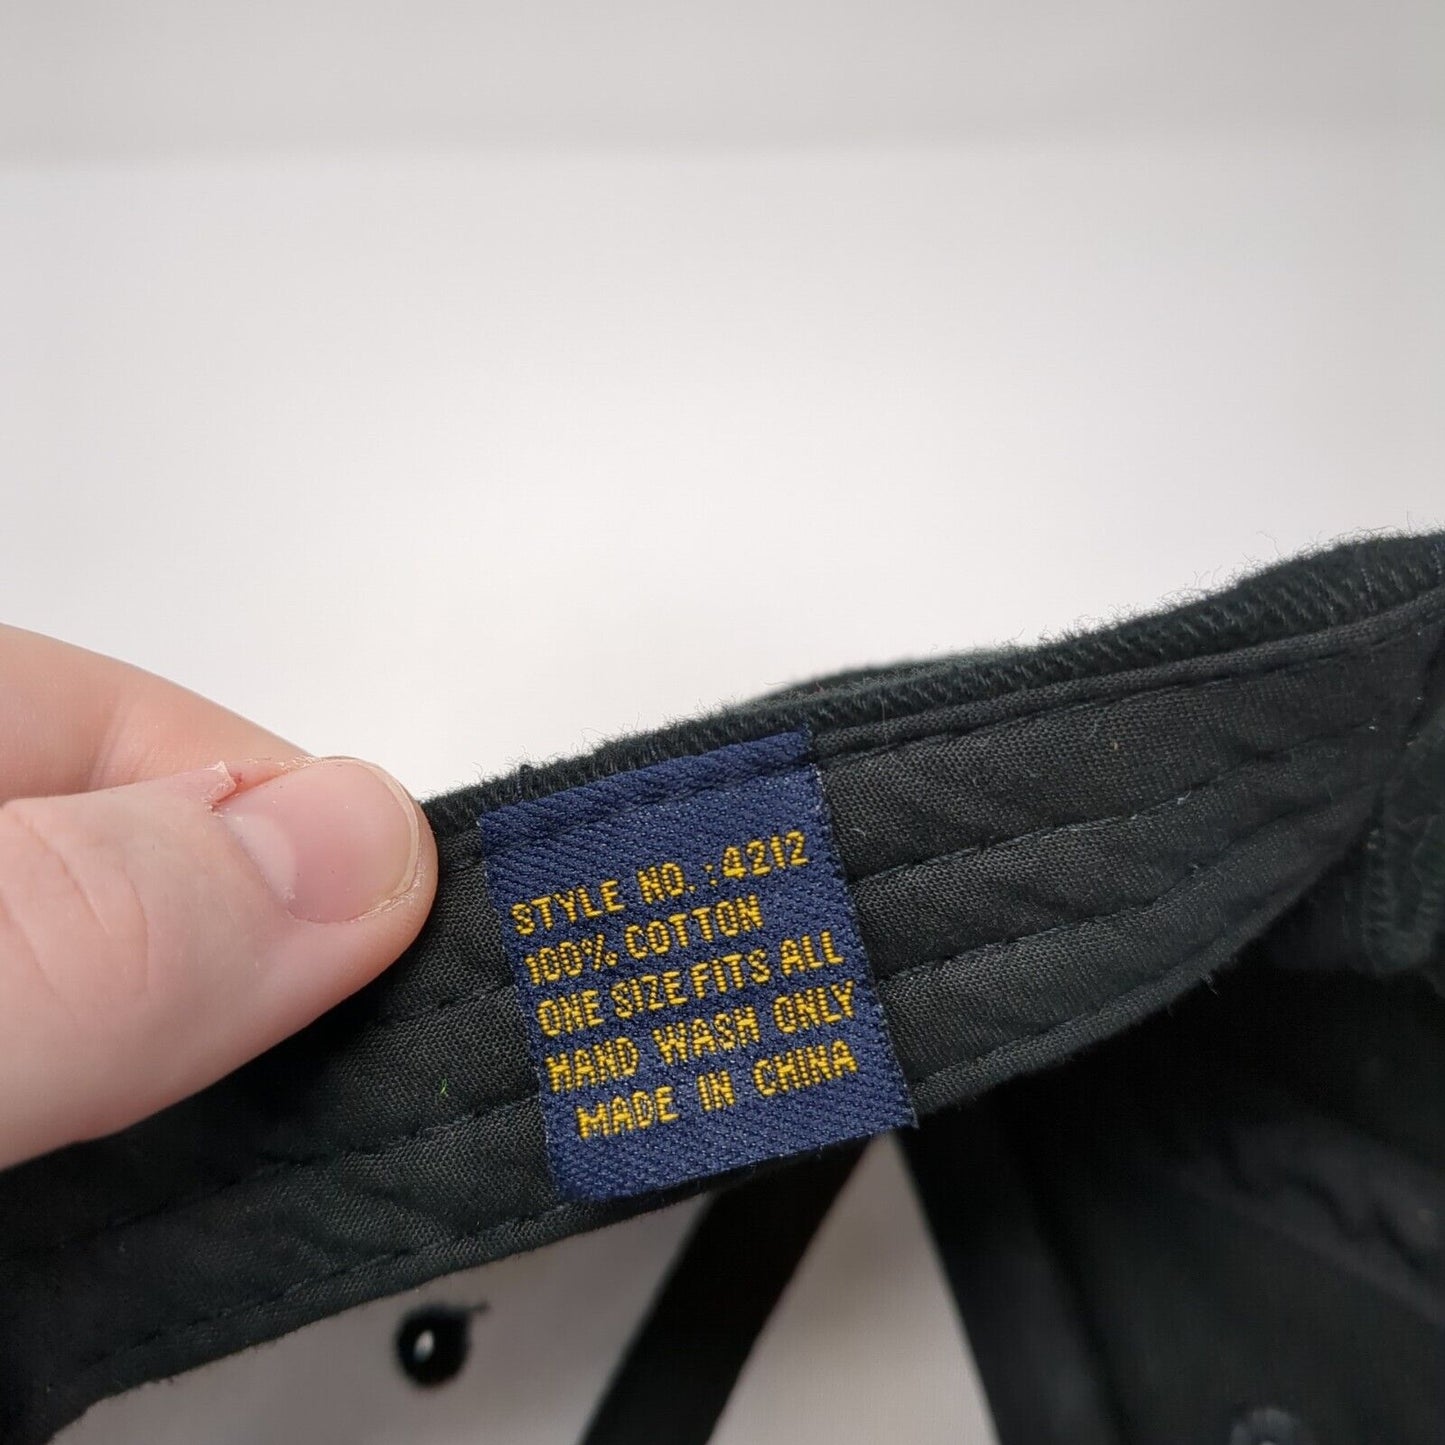 STYLE NO.:4212
100% COTTON
ONE SIZE FITS ALL
HAND WASH ONLY
MADE IN CHINA